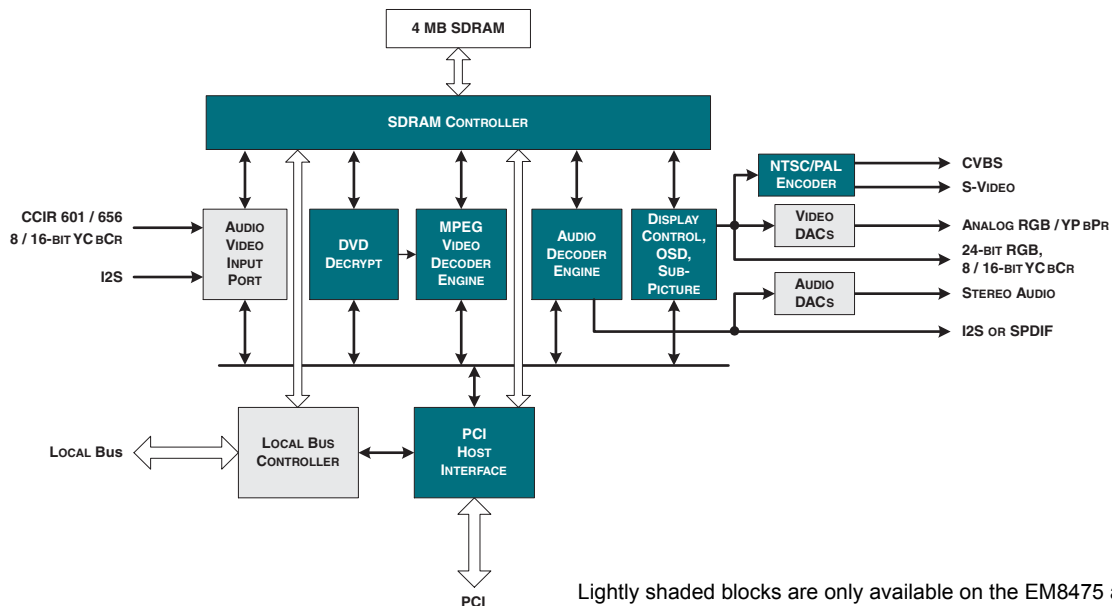 4 MB SDRAM
SDRAM CONTROLLER
NTSC/PAL
ENCODER
CVBS
S-VIDEO
CCIR 601 / 656
8 / 16-BIT YCBCR
I2S
AUDIO
VIDEO
INPUT
PORT
DVD
DECRYPT
MPEG
VIDEO
DECODER
ENGINE
AUDIO
DECODER
ENGINE
DISPLAY
CONTROL,
OSD,
SUB-
PICTURE
VIDEO
DACS
ANALOG RGB / YPBPR
24-BIT RGB,
8 / 16-BIT YCBCR
AUDIO
DACS
STEREO AUDIO
I2S OR SPDIF
LOCAL BUS
LOCAL BUS
CONTROLLER
PCI
HOST
INTERFACE
PCI
Lightly shaded blocks are only available on the EM8475 a